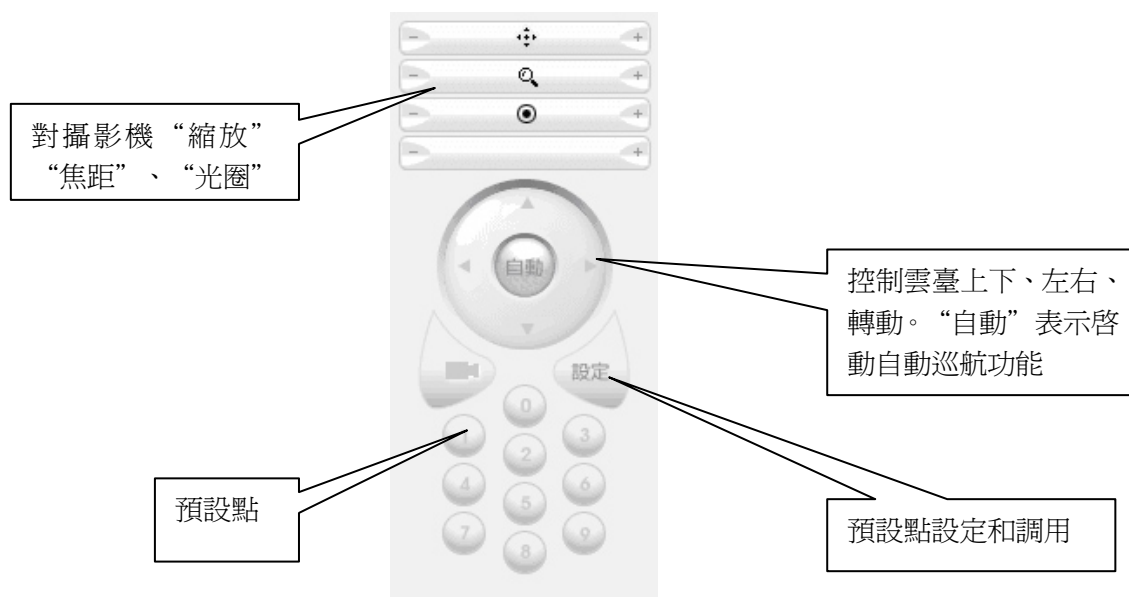 - +
- +
- +
- +
對攝影機“縮放”
“焦距”、“光圈”
自動
控制雲臺上下、左右、
轉動。“自動”表示啓
動自動巡航功能
設定
0
1 3
2
4 6
5
7 9
8
預設點
預設點設定和調用